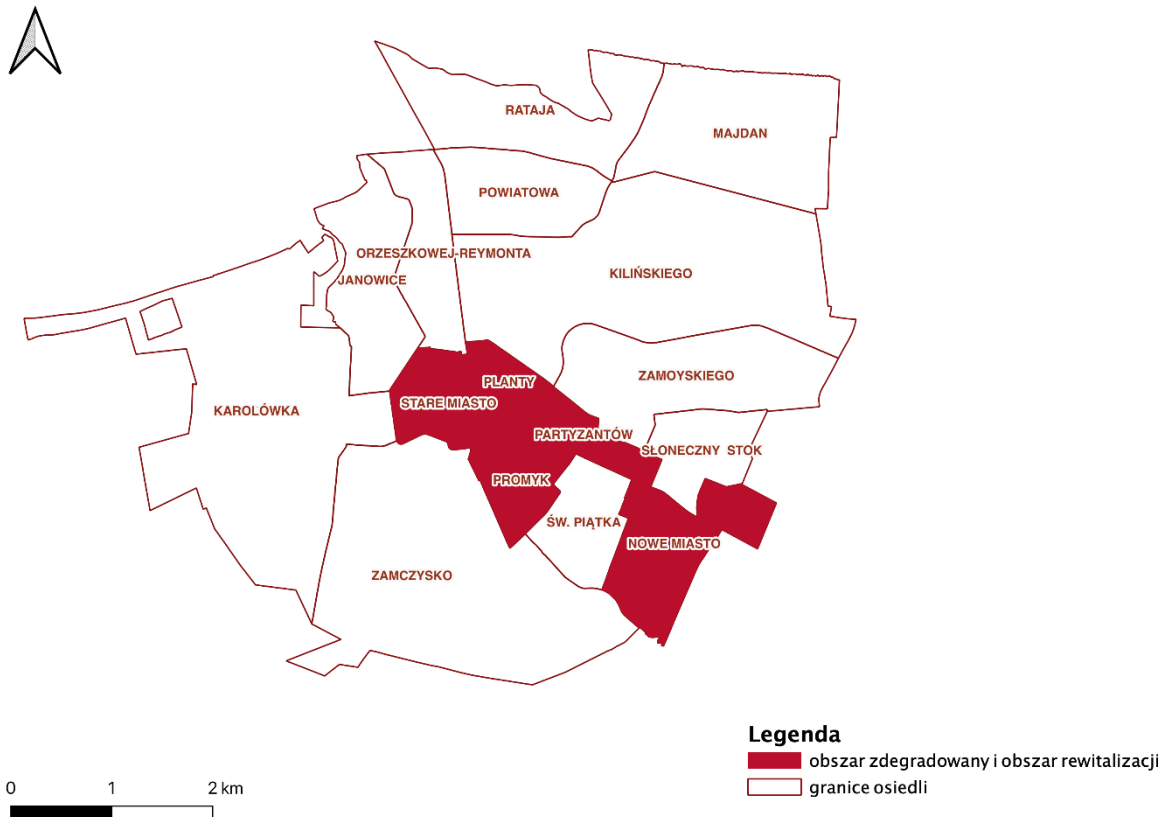 RATAJA
MAJDAN
POWIATOWA
ORZESZKOWEJ-REYMONTA
KILIŃSKIEGO
JANOWICE
ZAMOYSKIEGO
PLANTY
STARE MIASTO
KAROLÓWKA
PARTYZANTÓW
SŁONECZNY STOK
PROMYK
ŚW. PIĄTKA
NOWE MIASTO
ZAMCZYSKO
Legenda
obszar zdegradowany i obszar rewitalizacji
granice osiedli
0 1 2 km